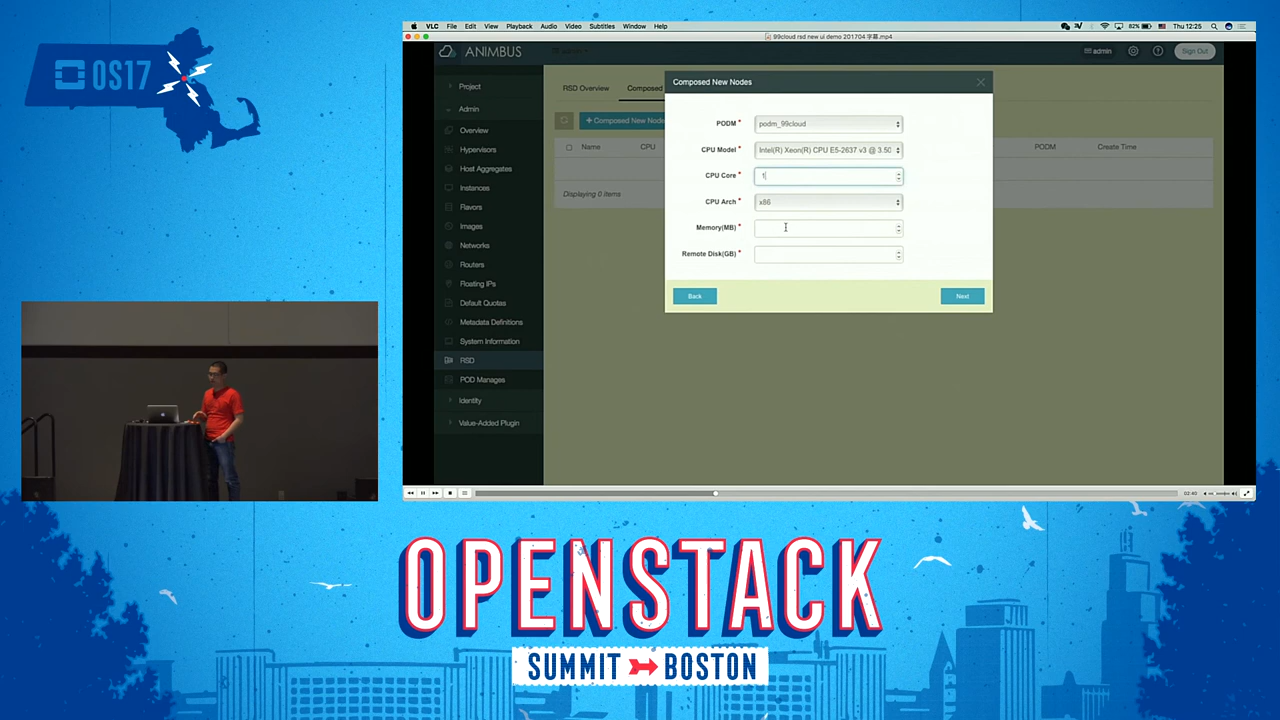 OS17
VLC File Edit View Playback Audio Video Subtitles Window Help
82% Thu 12:25
99cloud rsd new ui demo 201704 字幕.mp4
ANIMBUS
admin
admin
Sign Out
Project
Admin
Overview
Hypervisors
Host Aggregates
Instances
Flavors
Images
Networks
Routers
Floating IPs
Default Quotas
Metadata Definitions
System Information
RSD
POD Manages
Identity
Value-Added Plugin
RSD Overview
Composed
+ Composed New Node
Name CPU PODM Create Time
Displaying 0 items
Composed New Nodes
PODM * podm_99cloud
CPU Model * Intel(R) Xeon(R) CPU E5-2637 v3 @ 3.50
CPU Core * 1
CPU Arch * x86
Memory(MB) *
Remote Disk(GB) *
Back
Next
02:40
OPENSTACK
SUMMIT BOSTON